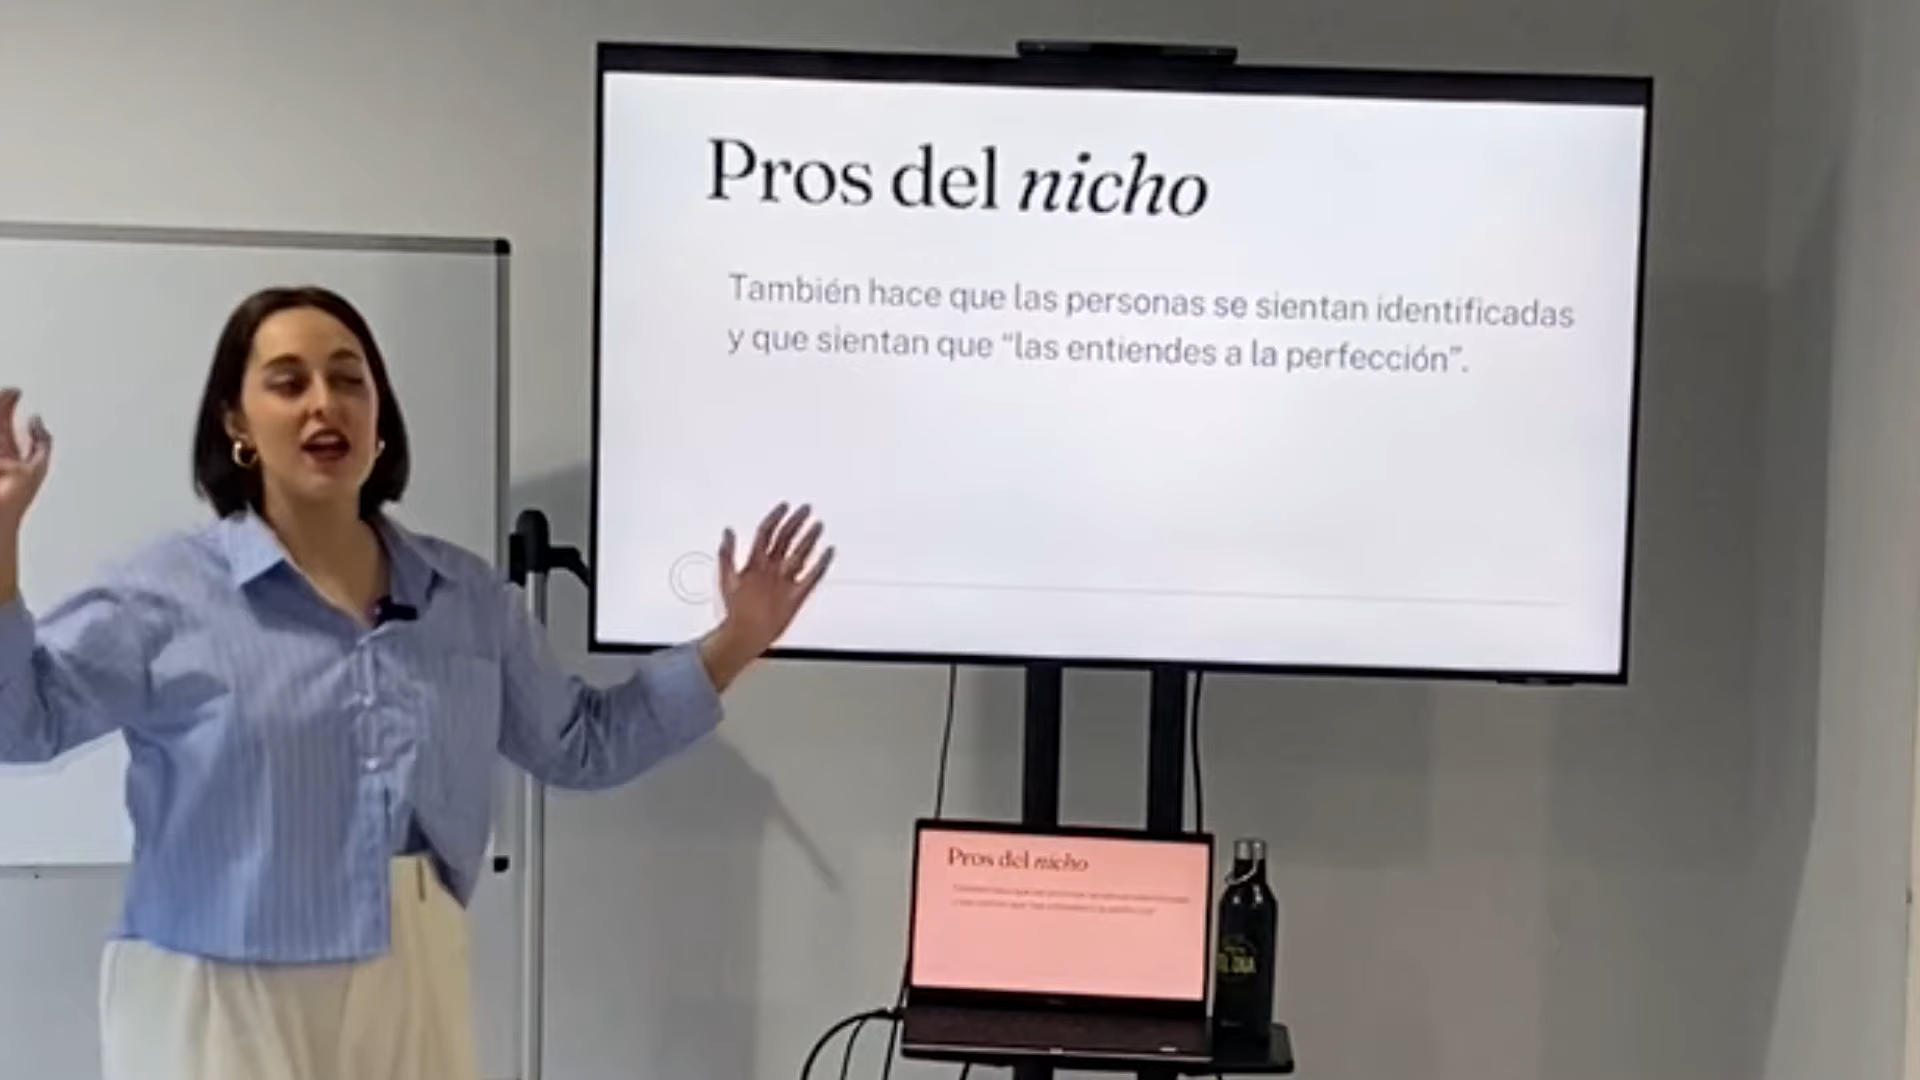 Pros del nicho
También hace que las personas se sientan identificadas
y que sientan que “las entiendes a la perfección”.
Pros del nicho